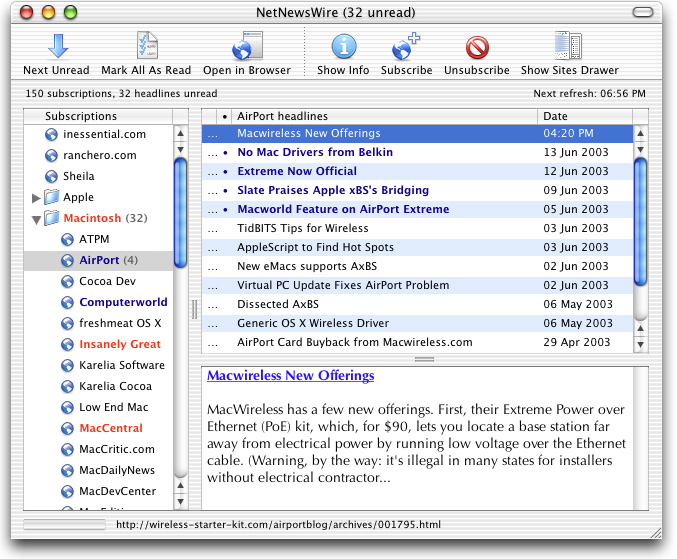 NetNewsWire (32 unread)
Next Unread Mark All As Read Open in Browser Show Info Subscribe Unsubscribe Show Sites Drawer
150 subscriptions, 32 headlines unread Next refresh: 06:56 PM
Subscriptions
inessential.com
ranchero.com
Sheila
Apple
Macintosh (32)
ATPM
AirPort (4)
Cocoa Dev
Computerworld
freshmeat OS X
Insanely Great
Karelia Software
Karelia Cocoa
Low End Mac
MacCentral
MacCritic.com
MacDailyNews
MacDevCenter
• AirPort headlines Date
... Macwireless New Offerings 04:20 PM
... • No Mac Drivers from Belkin 13 Jun 2003
... • Extreme Now Official 12 Jun 2003
... • Slate Praises Apple xBS's Bridging 09 Jun 2003
... • Macworld Feature on AirPort Extreme 05 Jun 2003
... TidBITS Tips for Wireless 03 Jun 2003
... AppleScript to Find Hot Spots 03 Jun 2003
... New eMacs supports AxBS 02 Jun 2003
... Virtual PC Update Fixes AirPort Problem 02 Jun 2003
... Dissected AxBS 06 May 2003
... Generic OS X Wireless Driver 06 May 2003
... AirPort Card Buyback from Macwireless.com 29 Apr 2003
Macwireless New Offerings
MacWireless has a few new offerings. First, their Extreme Power over
Ethernet (PoE) kit, which, for $90, lets you locate a base station far
away from electrical power by running low voltage over the Ethernet
cable. (Warning, by the way: it's illegal in many states for installers
without electrical contractor...
http://wireless-starter-kit.com/airportblog/archives/001795.html